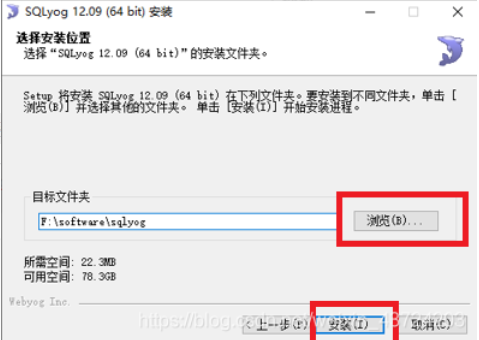 SQLyog 12.09 (64 bit) 安装
选择安装位置
选择“SQLyog 12.09 (64 bit)”的安装文件夹。
Setup 将安装 SQLyog 12.09 (64 bit) 在下列文件夹。要安装到不同文件夹，单击 [
浏览(B)] 并选择其他的文件夹。 单击 [安装(I)] 开始安装进程。
目标文件夹
F:\software\sqlyog
浏览(B)...
所需空间: 22.3MB
可用空间: 78.3GB
Webyog Inc.
< 上一步(P) 安装(I) 取消(C)